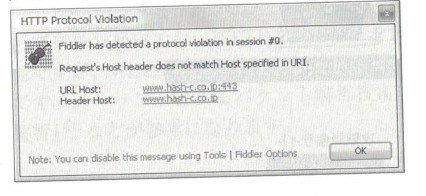 HTTP Protocol Violation
Fiddler has detected a protocol violation in session #0.
Request's Host header does not match Host specified in URI.
URL Host: www.hash-c.co.jp:443
Header Host: www.hash-c.co.jp
Note: You can disable this message using Tools | Fiddler Options
OK